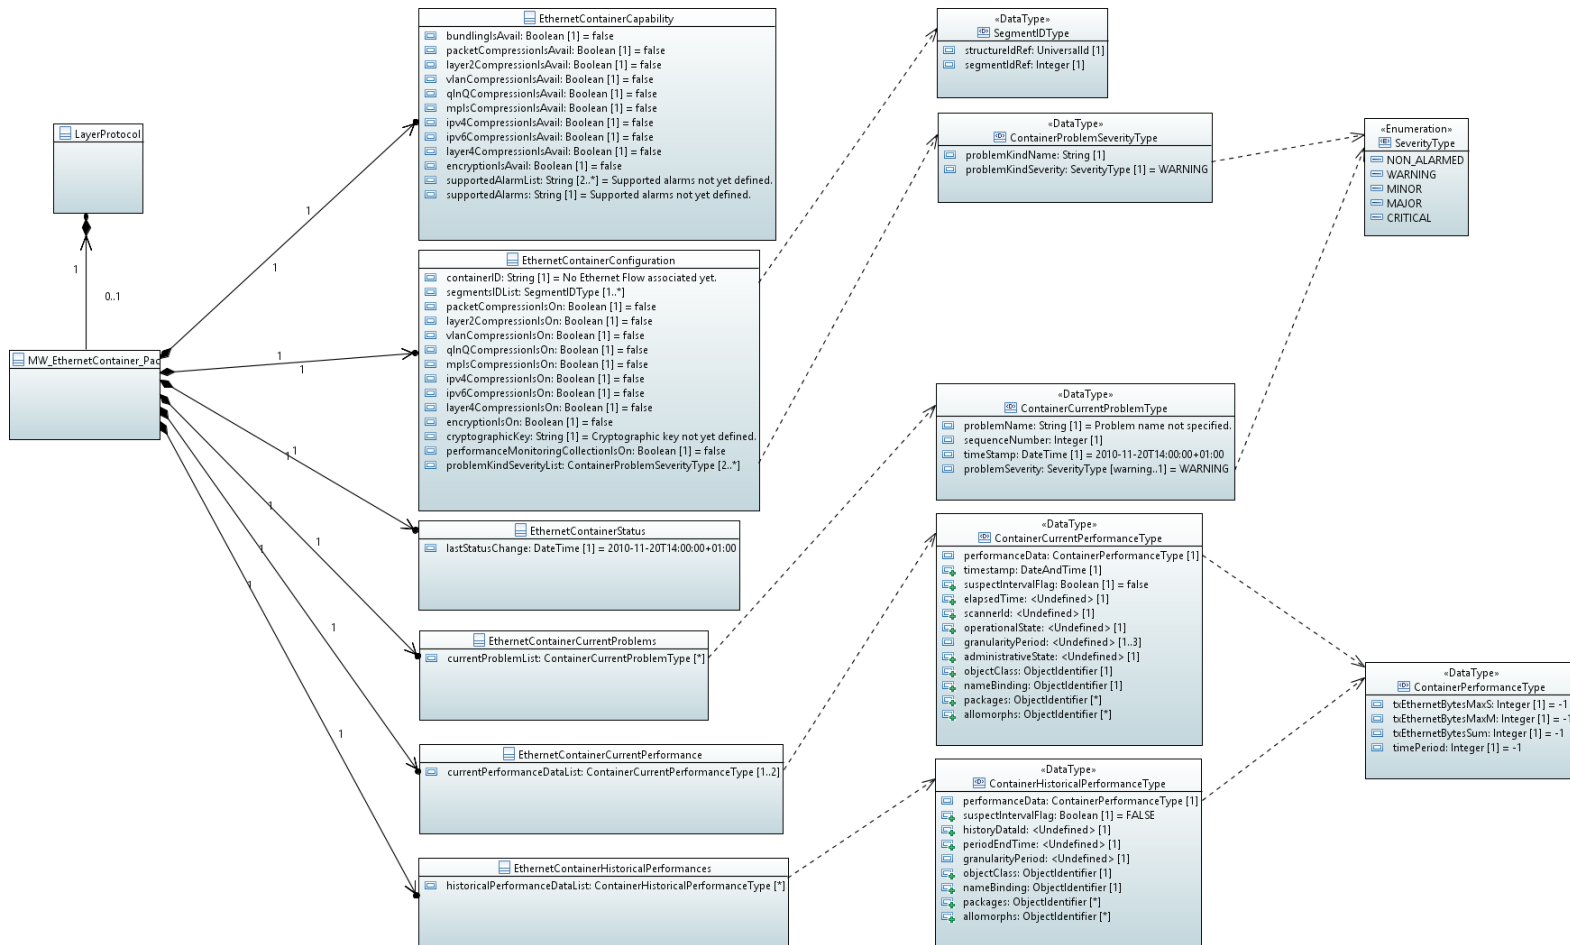 LayerProtocol
1
0..1
MW_EthernetContainer_Pac
EthernetContainerCapability
bundlingIsAvail: Boolean [1] = false
packetCompressionIsAvail: Boolean [1] = false
layer2CompressionIsAvail: Boolean [1] = false
vlanCompressionIsAvail: Boolean [1] = false
qInQCompressionIsAvail: Boolean [1] = false
mplsCompressionIsAvail: Boolean [1] = false
ipv4CompressionIsAvail: Boolean [1] = false
ipv6CompressionIsAvail: Boolean [1] = false
layer4CompressionIsAvail: Boolean [1] = false
encryptionIsAvail: Boolean [1] = false
supportedAlarmList: String [2..*] = Supported alarms not yet defined.
supportedAlarms: String [1] = Supported alarms not yet defined.
1
1
EthernetContainerConfiguration
containerID: String [1] = No Ethernet Flow associated yet.
segmentsIDList: SegmentIDType [1..*]
packetCompressionIsOn: Boolean [1] = false
layer2CompressionIsOn: Boolean [1] = false
vlanCompressionIsOn: Boolean [1] = false
qInQCompressionIsOn: Boolean [1] = false
mplsCompressionIsOn: Boolean [1] = false
ipv4CompressionIsOn: Boolean [1] = false
ipv6CompressionIsOn: Boolean [1] = false
layer4CompressionIsOn: Boolean [1] = false
encryptionIsOn: Boolean [1] = false
cryptographicKey: String [1] = Cryptographic key not yet defined.
performanceMonitoringCollectionIsOn: Boolean [1] = false
problemKindSeverityList: ContainerProblemSeverityType [2..*]
1
1
EthernetContainerStatus
lastStatusChange: DateTime [1] = 2010-11-20T14:00:00+01:00
1
1
EthernetContainerCurrentProblems
currentProblemList: ContainerCurrentProblemType [*]
1
1
EthernetContainerCurrentPerformance
currentPerformanceDataList: ContainerCurrentPerformanceType [1..2]
1
1
EthernetContainerHistoricalPerformances
historicalPerformanceDataList: ContainerHistoricalPerformanceType [*]
1
1
«DataType»
SegmentIDType
structureIdRef: UniversalId [1]
segmentIdRef: Integer [1]
«DataType»
ContainerProblemSeverityType
problemKindName: String [1]
problemKindSeverity: SeverityType [1] = WARNING
«Enumeration»
SeverityType
NON_ALARMED
WARNING
MINOR
MAJOR
CRITICAL
«DataType»
ContainerCurrentProblemType
problemName: String [1] = Problem name not specified.
sequenceNumber: Integer [1]
timeStamp: DateTime [1] = 2010-11-20T14:00:00+01:00
problemSeverity: SeverityType [warning..1] = WARNING
«DataType»
ContainerCurrentPerformanceType
performanceData: ContainerPerformanceType [1]
timestamp: DateAndTime [1]
suspectIntervalFlag: Boolean [1] = false
elapsedTime: <Undefined> [1]
scannerId: <Undefined> [1]
operationalState: <Undefined> [1]
granularityPeriod: <Undefined> [1..3]
administrativeState: <Undefined> [1]
objectClass: ObjectIdentifier [1]
nameBinding: ObjectIdentifier [1]
packages: ObjectIdentifier [*]
allomorphs: ObjectIdentifier [*]
«DataType»
ContainerHistoricalPerformanceType
performanceData: ContainerPerformanceType [1]
suspectIntervalFlag: Boolean [1] = FALSE
historyDataId: <Undefined> [1]
periodEndTime: <Undefined> [1]
granularityPeriod: <Undefined> [1]
objectClass: ObjectIdentifier [1]
nameBinding: ObjectIdentifier [1]
packages: ObjectIdentifier [*]
allomorphs: ObjectIdentifier [*]
«DataType»
ContainerPerformanceType
txEthernetBytesMaxS: Integer [1] = -1
txEthernetBytesMaxM: Integer [1] = -1
txEthernetBytesSum: Integer [1] = -1
timePeriod: Integer [1] = -1